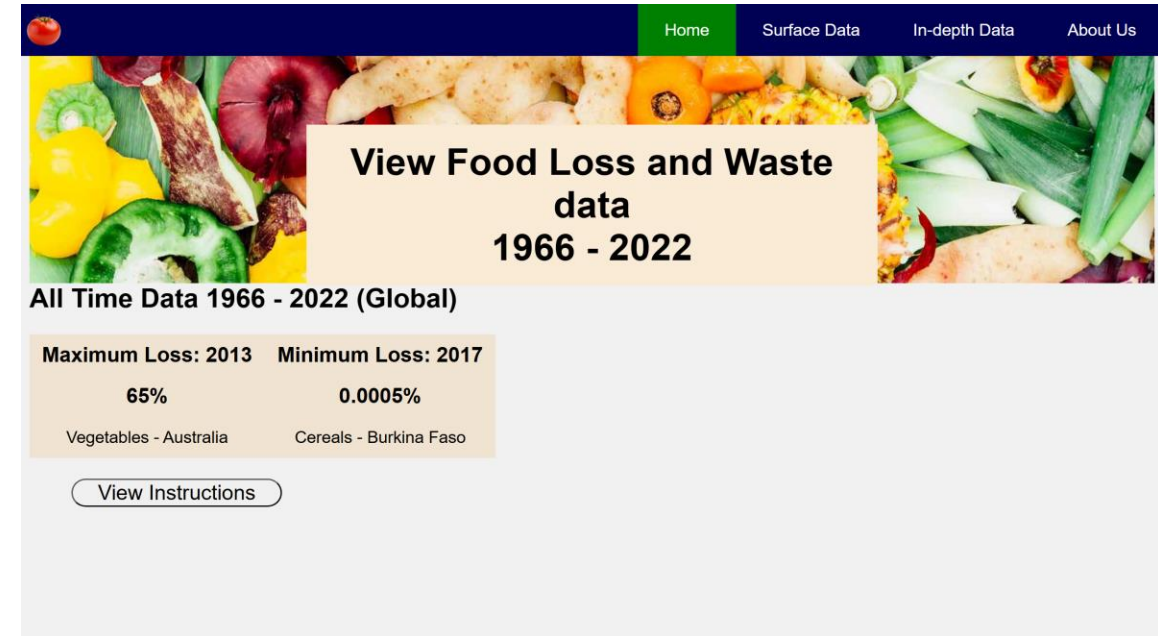 Home Surface Data In-depth Data About Us
View Food Loss and Waste
data
1966 - 2022
All Time Data 1966 - 2022 (Global)
Maximum Loss: 2013 Minimum Loss: 2017
65% 0.0005%
Vegetables - Australia Cereals - Burkina Faso
View Instructions